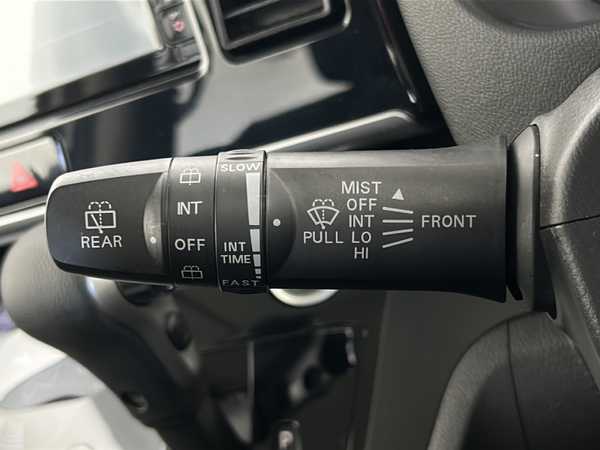 REAR
INT
OFF
SLOW
INT
TIME
FAST
PULL
MIST
OFF
INT
LO
HI
FRONT
P